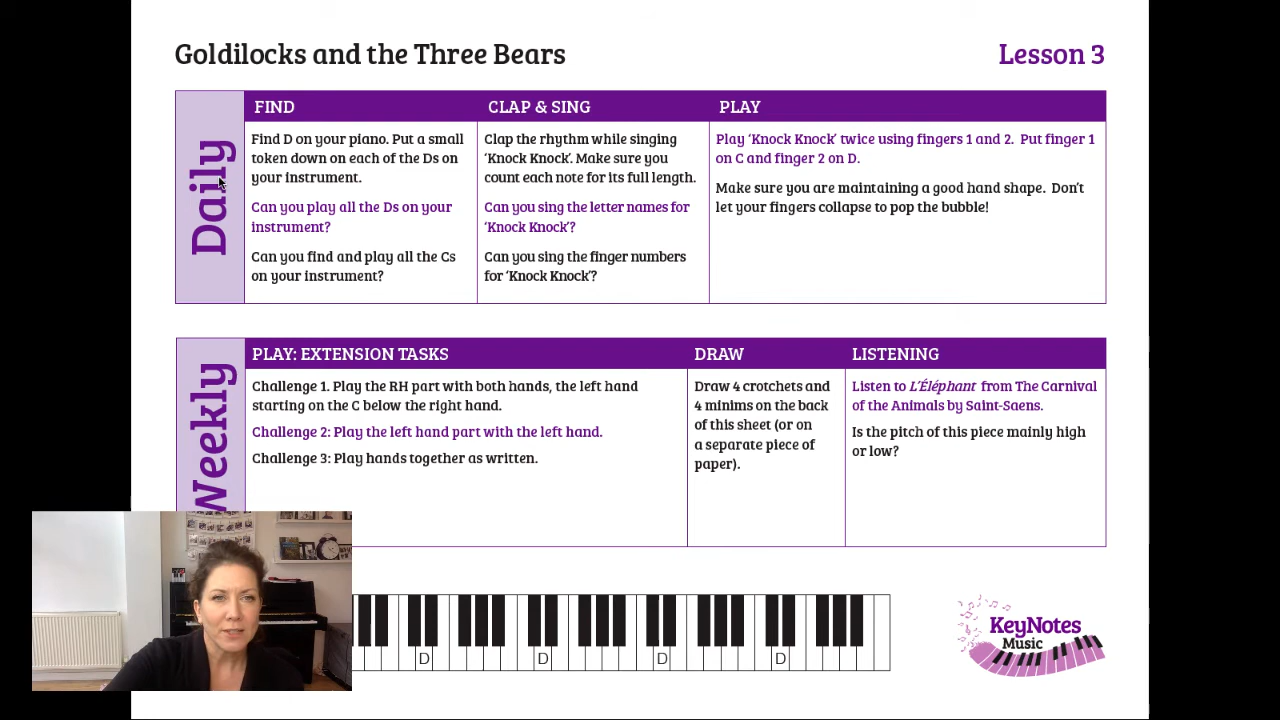 Goldilocks and the Three Bears
Lesson 3
Daily
FIND
Find D on your piano. Put a small
token down on each of the Ds on
your instrument.
Can you play all the Ds on your
instrument?
Can you find and play all the Cs
on your instrument?
CLAP & SING
Clap the rhythm while singing
‘Knock Knock’. Make sure you
count each note for its full length.
Can you sing the letter names for
‘Knock Knock’?
Can you sing the finger numbers
for ‘Knock Knock’?
PLAY
Play ‘Knock Knock’ twice using fingers 1 and 2. Put finger 1
on C and finger 2 on D.
Make sure you are maintaining a good hand shape. Don’t
let your fingers collapse to pop the bubble!
Weekly
PLAY: EXTENSION TASKS
Challenge 1. Play the RH part with both hands, the left hand
starting on the C below the right hand.
Challenge 2: Play the left hand part with the left hand.
Challenge 3: Play hands together as written.
DRAW
Draw 4 crotchets and
4 minims on the back
of this sheet (or on
a separate piece of
paper).
LISTENING
Listen to L’Éléphant from The Carnival
of the Animals by Saint-Saens.
Is the pitch of this piece mainly high
or low?
D D D D
KeyNotes
Music